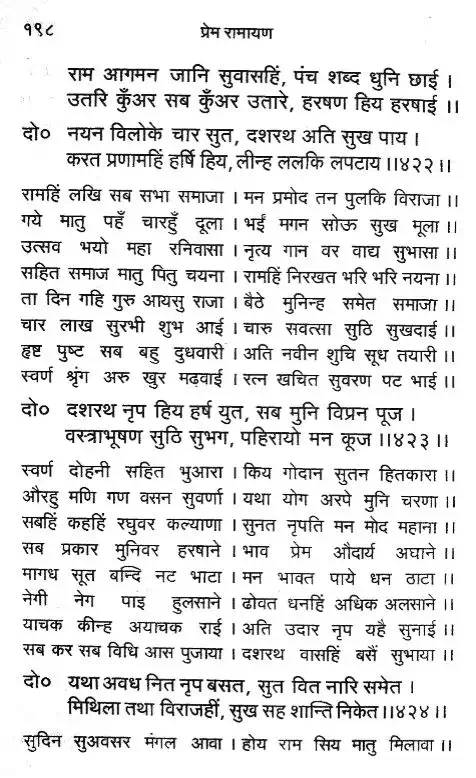 १९८ प्रेम रामायण
राम आगमन जानि सुवासहिं, पंच शब्द धुनि छाई ।
उतरि कुँअर सब कुँअर उतारे, हरषण हिय हरषाई ।।
दो० नयन विलोके चार सुत, दशरथ अति सुख पाय ।
करत प्रणामहिं हर्षि हिय, लीन्ह ललकि लपटाय ।।४२२।।
रामहिं लखि सब सभा समाजा । मन प्रमोद तन पुलकि विराजा ।।
गये मातु पहँ चारहुँ दूला । भईं मगन सोऊ सुख मूला ।।
उत्सव भयो महा रनिवासा । नृत्य गान वर वाद्य सुभासा ।।
सहित समाज मातु पितु चयना । रामहिं निरखत भरि भरि नयना ।।
ता दिन गहि गुरु आयसु राजा । बैठे मुनिन्ह समेत समाजा ।।
चार लाख सुरभी शुभ आई । चारु सवत्सा सुठि सुखदाई ।।
हृष्ट पुष्ट सब बहु दुधवारी । अति नवीन शुचि सूध तयारी ।।
स्वर्ण श्रृंग अरु खुर मढ़वाई । रत्न खचित सुवरण पट भाई ।।
दो० दशरथ नृप हिय हर्ष युत, सब मुनि विप्रन पूज ।
वस्त्राभूषण सुठि सुभग, पहिरायो मन कूज ।।४२३।।
स्वर्ण दोहनी सहित भुआरा । किय गोदान सुतन हितकारा ।।
औरहु मणि गण वसन सुवर्णा । यथा योग अरपे मुनि चरणा ।।
सबहिं कहहिं रघुवर कल्याणा । सुनत नृपति मन मोद महाना ।।
सब प्रकार मुनिवर हरषाने । भाव प्रेम औदार्य अघाने ।।
मागध सूत बन्दि नट भाटा । मन भावत पाये धन ठाटा ।।
नेगी नेग पाइ हुलसाने । ढोवत धनहिं अधिक अलसाने ।।
याचक कीन्ह अयाचक राई । अति उदार नृप यहै सुनाई ।।
सब कर सब विधि आस पुजाया । दशरथ वासहिं बसैं सुभाया ।।
दो० यथा अवध नित नृप बसत, सुत वित नारि समेत ।
मिथिला तथा विराजहीं, सुख सह शान्ति निकेत ।।४२४।।
सुदिन सुअवसर मंगल आवा । होय राम सिय मातु मिलावा ।।